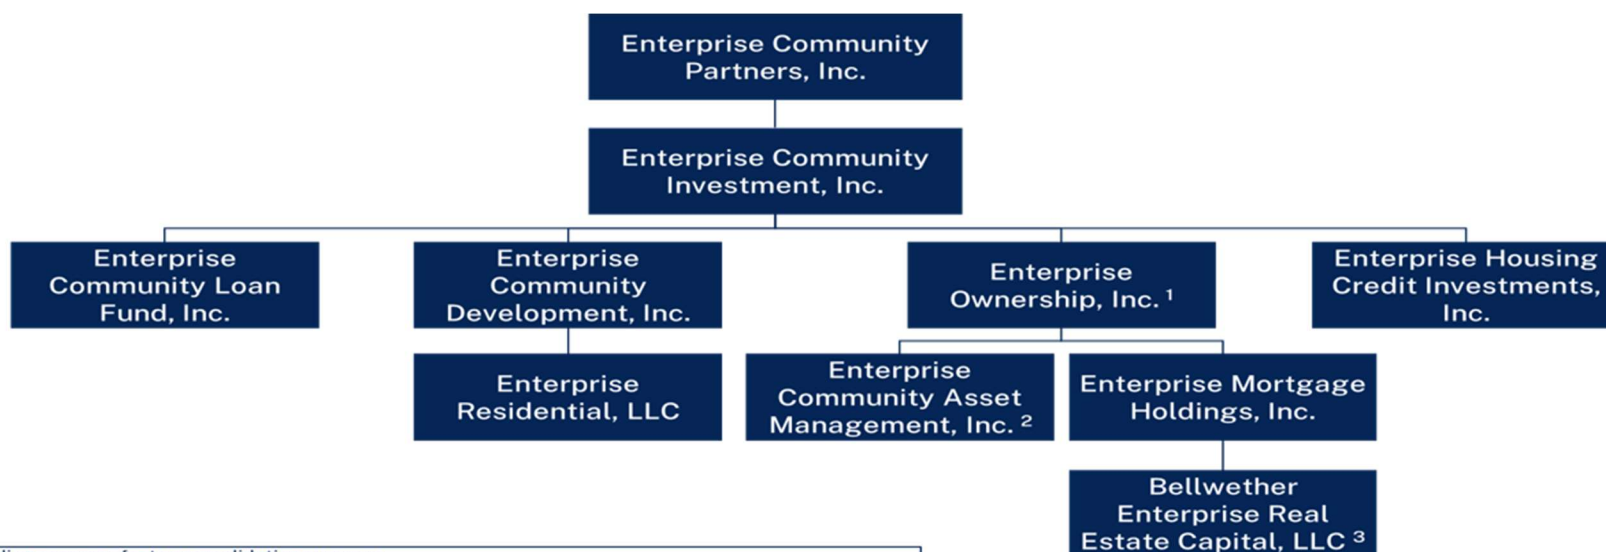 Enterprise Community
Partners, Inc.
Enterprise Community
Investment, Inc.
Enterprise
Community Loan
Fund, Inc.
Enterprise
Community
Development, Inc.
Enterprise
Ownership, Inc. ¹
Enterprise Housing
Credit Investments,
Inc.
Enterprise
Residential, LLC
Enterprise
Community Asset
Management, Inc. ²
Enterprise Mortgage
Holdings, Inc.
Bellwether
Enterprise Real
Estate Capital, LLC ³